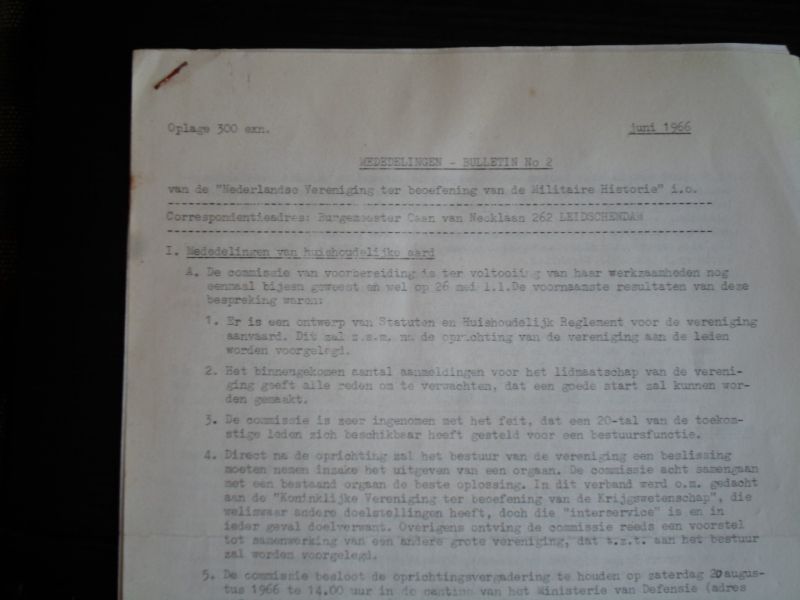 Oplage 300 exn.
juni 1966
MEDEDELINGEN - BULLETIN No 2
van de "Nederlandse Vereniging ter beoefening van de Militaire Historie" i.o.
Correspondentieadres: Burgemeester Caan van Necklaan 262 LEIDSCHENDAM
I. Mededelingen van huishoudelijke aard
A. De commissie van voorbereiding is ter voltooiing van haar werkzaamheden nog
eenmaal bijeen geweest en wel op 26 mei l.l.De voornaamste resultaten van deze
bespreking waren:
1. Er is een ontwerp van Statuten en Huishoudelijk Reglement voor de vereniging
aanvaard. Dit zal z.s.m. na de oprichting van de vereniging aan de leden
worden voorgelegd.
2. Het binnengekomen aantal aanmeldingen voor het lidmaatschap van de vereni-
ging geeft alle reden om te verwachten, dat een goede start zal kunnen wor-
den gemaakt.
3. De commissie is zeer ingenomen met het feit, dat een 20-tal van de toekom-
stige leden zich beschikbaar heeft gesteld voor een bestuursfunctie.
4. Direct na de oprichting zal het bestuur van de vereniging een beslissing
moeten nemen inzake het uitgeven van een orgaan. De commissie acht samengaan
met een bestaand orgaan de beste oplossing. In dit verband werd o.m. gedacht
aan de "Koninklijke Vereniging ter beoefening van de Krijgswetenschap", die
weliswaar andere doelstellingen heeft, doch die "interservice" is en in
ieder geval doelverwant. Overigens ontving de commissie reeds een voorstel
tot samenwerking van een andere grote vereniging, dat t.z.t. aan het bestuur
zal worden voorgelegd.
5. De commissie besloot de oprichtingsvergadering te houden op zaterdag 20 augus-
tus 1966 te 14.00 uur in de cantine van het Ministerie van Defensie (adres